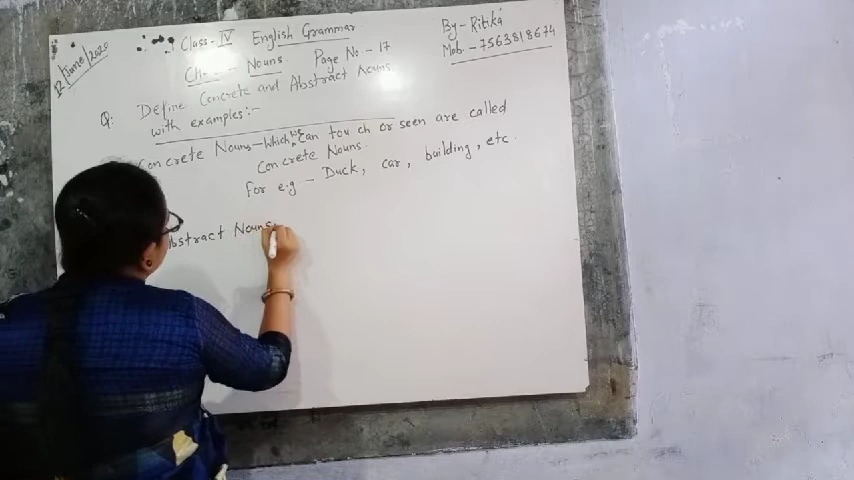 12 June/2020
Class - IV English Grammar
By - Ritika
Mob. - 7563818674
Nouns Page No - 17
Q: Define Concrete and Abstract Nouns
with examples:-
Concrete Nouns - Which we can touch or seen are called
Concrete Nouns.
For e.g - Duck, car, building, etc.
Abstract Nouns